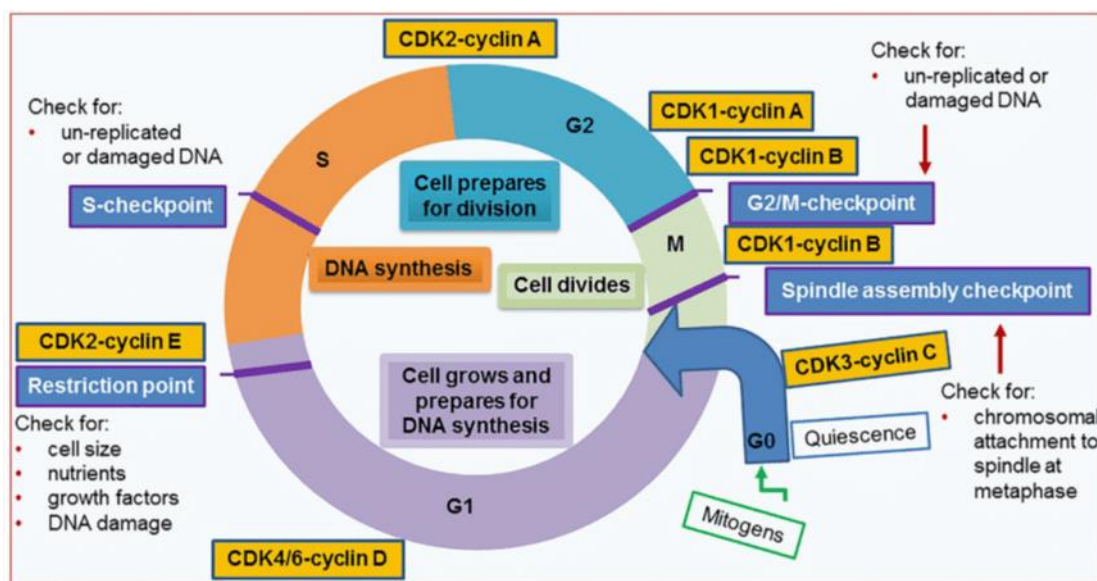 CDK2-cyclin A
Check for:
• un-replicated or
damaged DNA
Check for:
• un-replicated
or damaged DNA
S-checkpoint
S
G2
CDK1-cyclin A
CDK1-cyclin B
G2/M-checkpoint
CDK1-cyclin B
Cell prepares
for division
M
DNA synthesis
Cell divides
Spindle assembly checkpoint
CDK2-cyclin E
Restriction point
Check for:
• cell size
• nutrients
• growth factors
• DNA damage
Cell grows and
prepares for
DNA synthesis
CDK3-cyclin C
G0
Quiescence
Check for:
• chromosomal
attachment to
spindle at
metaphase
G1
Mitogens
CDK4/6-cyclin D